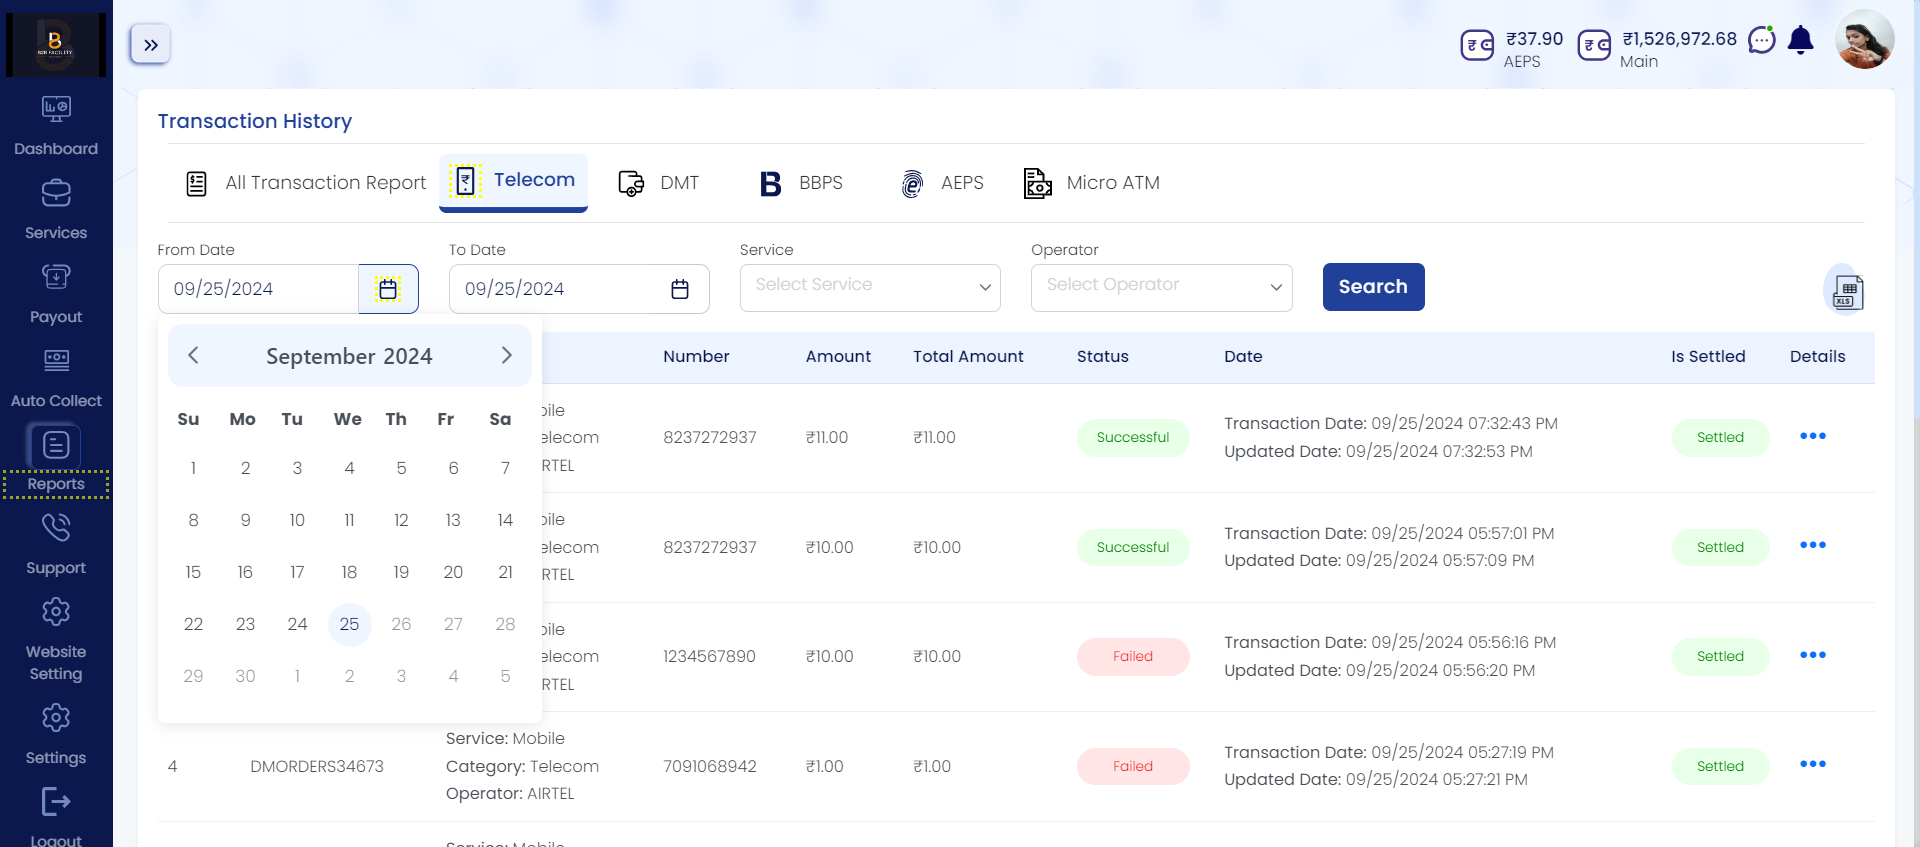 B2B FACILITY
₹37.90
AEPS
₹1,526,972.68
Main
Dashboard
Services
Payout
Auto Collect
Reports
Support
Website
Setting
Settings
Logout
Transaction History
All Transaction Report
Telecom
DMT
BBPS
AEPS
Micro ATM
From Date
To Date
Service
Operator
09/25/2024
09/25/2024
Select Service
Select Operator
Search
XLS
September 2024
Su Mo Tu We Th Fr Sa
1 2 3 4 5 6 7
8 9 10 11 12 13 14
15 16 17 18 19 20 21
22 23 24 25 26 27 28
29 30 1 2 3 4 5
Number Amount Total Amount Status Date Is Settled Details
bile
elecom
RTEL
8237272937 ₹11.00 ₹11.00 Successful
Transaction Date: 09/25/2024 07:32:43 PM
Updated Date: 09/25/2024 07:32:53 PM
Settled
bile
elecom
RTEL
8237272937 ₹10.00 ₹10.00 Successful
Transaction Date: 09/25/2024 05:57:01 PM
Updated Date: 09/25/2024 05:57:09 PM
Settled
bile
elecom
RTEL
1234567890 ₹10.00 ₹10.00 Failed
Transaction Date: 09/25/2024 05:56:16 PM
Updated Date: 09/25/2024 05:56:20 PM
Settled
4 DMORDERS34673
Service: Mobile
Category: Telecom
Operator: AIRTEL
7091068942 ₹1.00 ₹1.00 Failed
Transaction Date: 09/25/2024 05:27:19 PM
Updated Date: 09/25/2024 05:27:21 PM
Settled
Service: Mobile